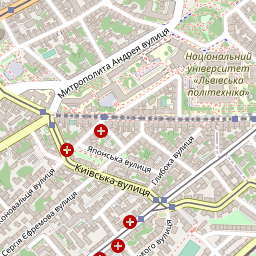 Митрополита Андрея вулиця
Національний
університет
«Львівська
політехніка»
Японська вулиця
Глибока вулиця
Київська вулиця
Сергія Єфремова вулиця